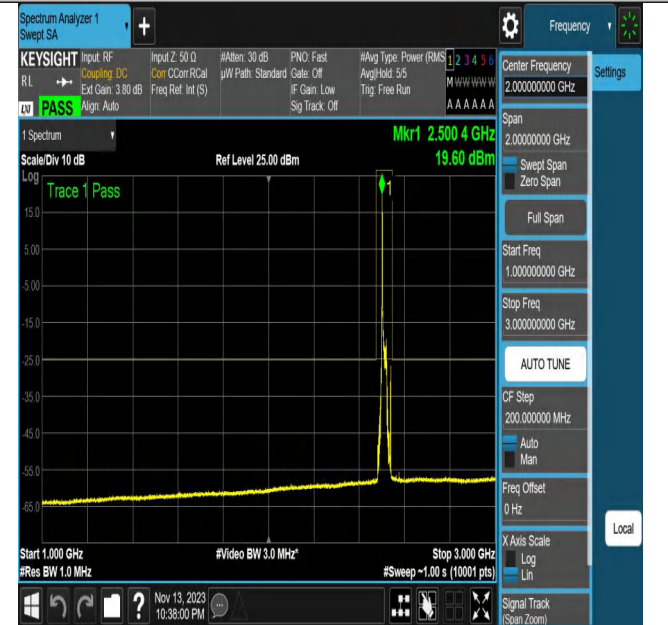 Spectrum Analyzer 1
Swept SA
Frequency
KEYSIGHT
RL
LXI
PASS
Input: RF
Coupling: DC
Ext Gain: 3.80 dB
Align: Auto
Input Z: 50 Ω
Corr CCorr RCal
Freq Ref: Int (S)
#Atten: 30 dB
µW Path: Standard
PNO: Fast
Gate: Off
IF Gain: Low
Sig Track: Off
#Avg Type: Power (RMS
Avg|Hold: 5/5
Trig: Free Run
1 2 3 4 5 6
M W W W W W
A A A A A A
1 Spectrum
Mkr1 2.500 4 GHz
Scale/Div 10 dB
Ref Level 25.00 dBm
19.60 dBm
Log
Trace 1 Pass
1
15.0
5.00
-5.00
-15.0
-25.0
-35.0
-45.0
-55.0
-65.0
Start 1.000 GHz
#Video BW 3.0 MHz*
Stop 3.000 GHz
#Res BW 1.0 MHz
#Sweep ~1.00 s (10001 pts)
Nov 13, 2023
10:38:00 PM
?
Center Frequency
2.000000000 GHz
Settings
Span
2.00000000 GHz
Swept Span
Zero Span
Full Span
Start Freq
1.000000000 GHz
Stop Freq
3.000000000 GHz
AUTO TUNE
CF Step
200.000000 MHz
Auto
Man
Freq Offset
0 Hz
X Axis Scale
Log
Lin
Local
Signal Track
(Span Zoom)